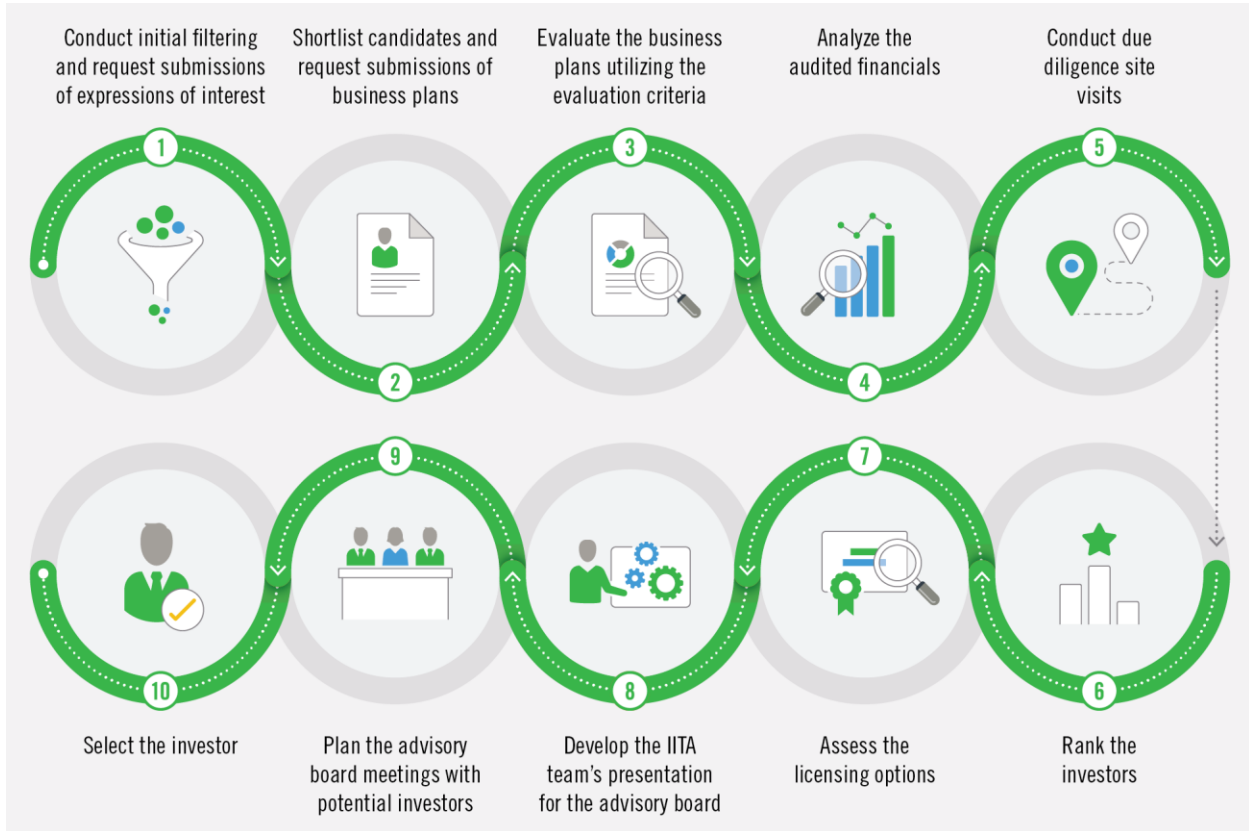 Conduct initial filtering
and request submissions
of expressions of interest
Shortlist candidates and
request submissions of
business plans
Evaluate the business
plans utilizing the
evaluation criteria
Analyze the
audited financials
Conduct due
diligence site
visits
1
2
3
4
5
6
7
8
9
10
Select the investor
Plan the advisory
board meetings with
potential investors
Develop the IITA
team's presentation
for the advisory board
Assess the
licensing options
Rank the
investors